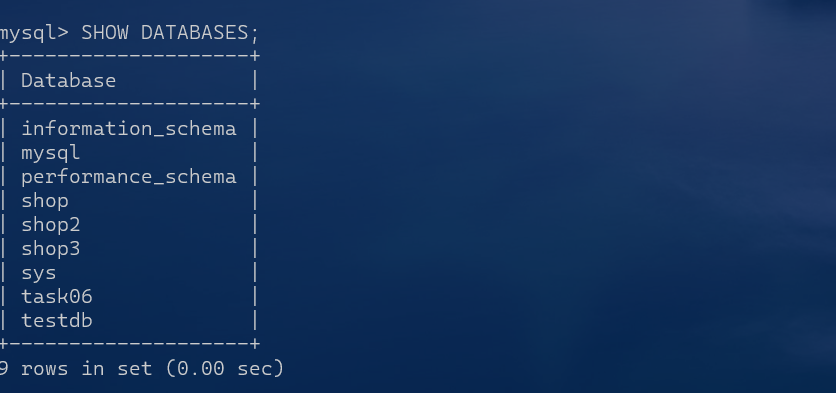 mysql> SHOW DATABASES;
+--------------------+
| Database           |
+--------------------+
| information_schema |
| mysql              |
| performance_schema |
| shop               |
| shop2              |
| shop3              |
| sys                |
| task06             |
| testdb             |
+--------------------+
9 rows in set (0.00 sec)